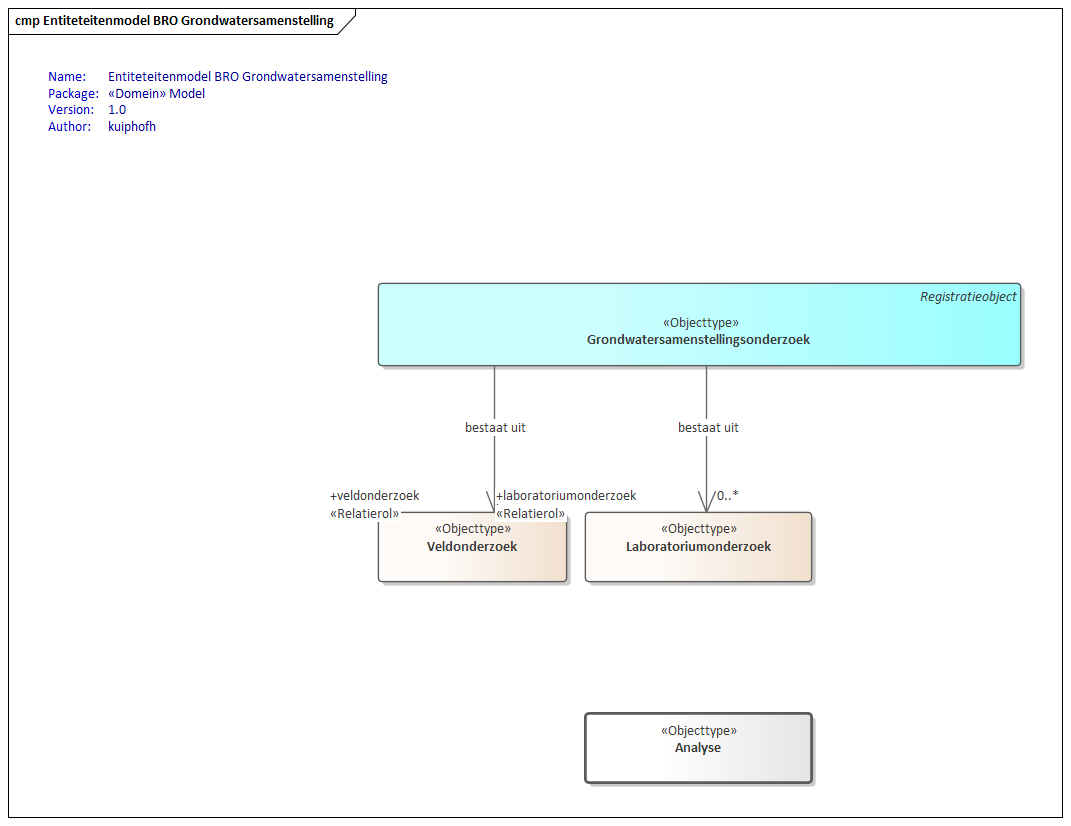 cmp Entiteteitenmodel BRO Grondwatersamenstelling
Name: Entiteteitenmodel BRO Grondwatersamenstelling
Package: «Domein» Model
Version: 1.0
Author: kuiphofh
Registratieobject
«Objecttype»
Grondwatersamenstellingsonderzoek
bestaat uit
bestaat uit
+veldonderzoek
«Relatierol»
+laboratoriumonderzoek
«Relatierol»
0..*
«Objecttype»
Veldonderzoek
«Objecttype»
Laboratoriumonderzoek
«Objecttype»
Analyse